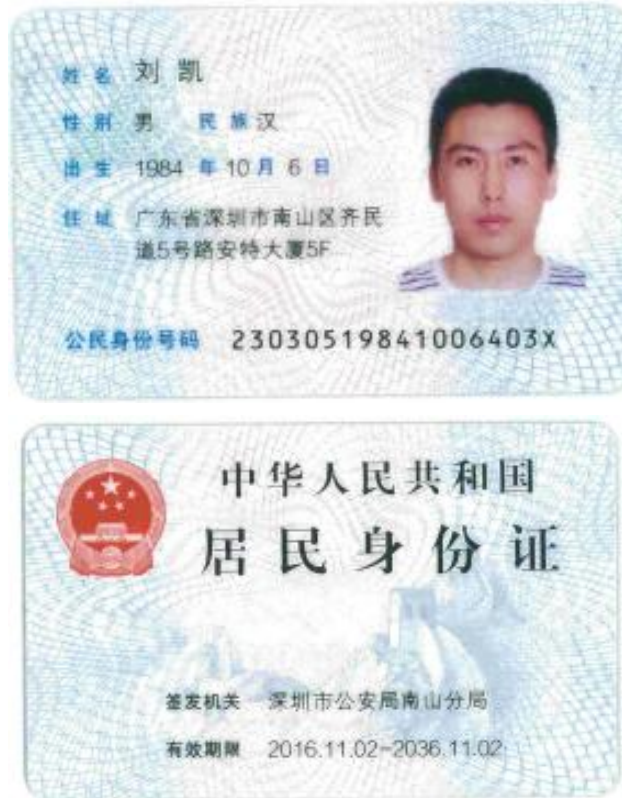 姓名 刘凯
性别 男 民族 汉
出生 1984 年 10 月 6 日
住址 广东省深圳市南山区齐民
道5号路安特大厦5F
公民身份号码 23030519841006403X
中华人民共和国
居民身份证
签发机关 深圳市公安局南山分局
有效期限 2016.11.02-2036.11.02